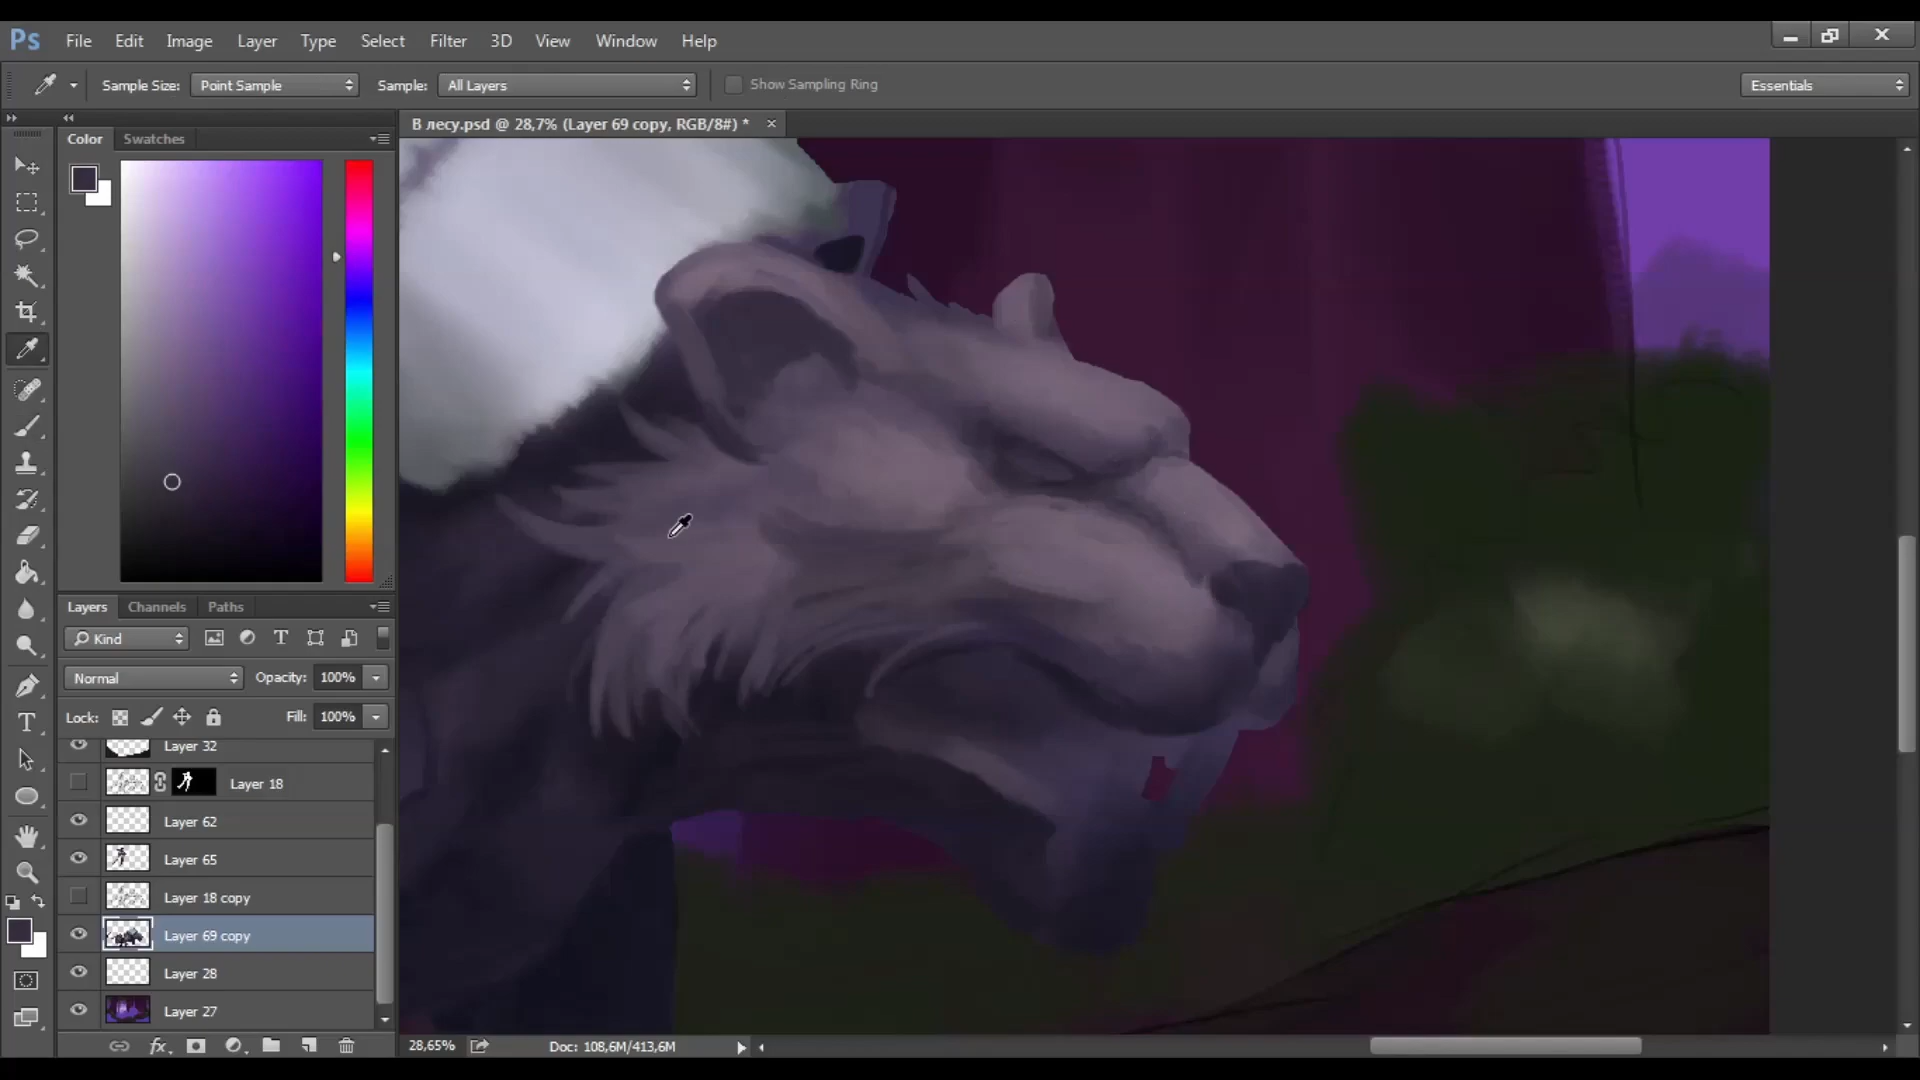 Ps File Edit Image Layer Type Select Filter 3D View Window Help
Sample Size: Point Sample Sample: All Layers Show Sampling Ring Essentials
В лесу.psd @ 28,7% (Layer 69 copy, RGB/8#) * ×
Color Swatches
Layers Channels Paths
Kind T
Normal Opacity: 100%
Lock: Fill: 100%
Layer 32
Layer 18
Layer 62
Layer 65
Layer 18 copy
Layer 69 copy
Layer 28
Layer 27
fx
28,65% Doc: 108,6M/413,6M